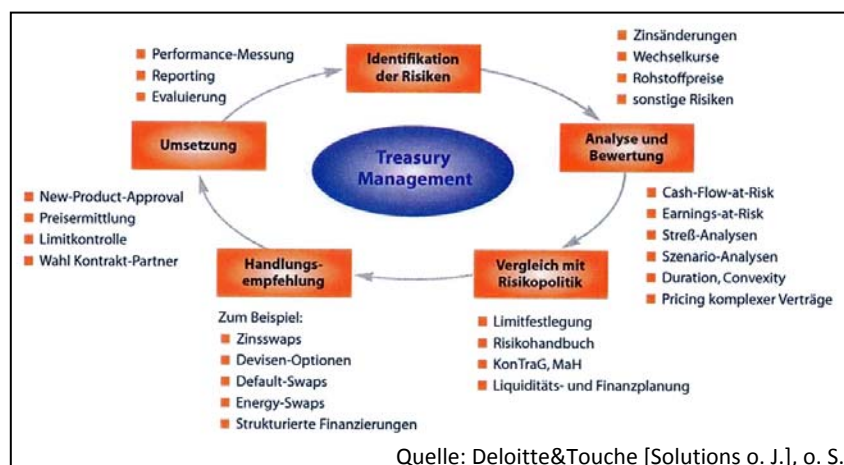 Performance-Messung
Reporting
Evaluierung
Identifikation
der Risiken
Zinsänderungen
Wechselkurse
Rohstoffpreise
sonstige Risiken
Umsetzung
Treasury
Management
Analyse und
Bewertung
New-Product-Approval
Preisermittlung
Limitkontrolle
Wahl Kontrakt-Partner
Cash-Flow-at-Risk
Earnings-at-Risk
Streß-Analysen
Szenario-Analysen
Duration, Convexity
Pricing komplexer Verträge
Handlungs-
empfehlung
Vergleich mit
Risikopolitik
Zum Beispiel:
Zinsswaps
Devisen-Optionen
Default-Swaps
Energy-Swaps
Strukturierte Finanzierungen
Limitfestlegung
Risikohandbuch
KonTraG, MaH
Liquiditäts- und Finanzplanung
Quelle: Deloitte&Touche [Solutions o. J.], o. S.